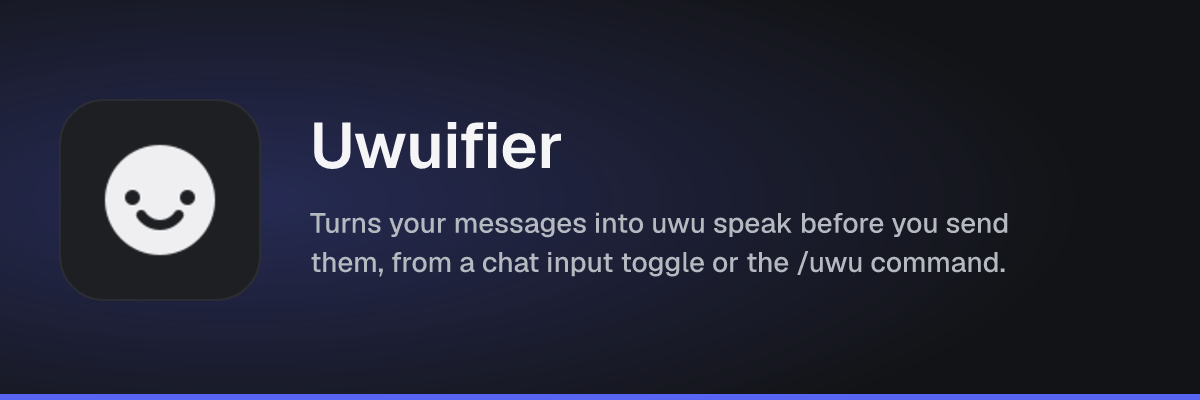 Uwuifier
Turns your messages into uwu speak before you send
them, from a chat input toggle or the /uwu command.